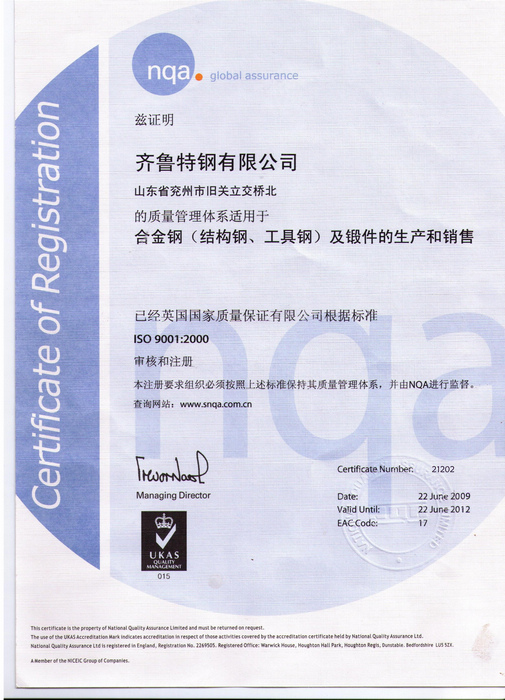 Certificate of Registration
nqa.
global assurance
兹证明
齐鲁特钢有限公司
山东省兖州市旧关立交桥北
的质量管理体系适用于
合金钢（结构钢、工具钢）及锻件的生产和销售
已经英国国家质量保证有限公司根据标准
ISO 9001:2000
审核和注册
本注册要求组织必须按照上述标准保持其质量管理体系，并由NQA进行监督。
查询网站：www.snqa.com.cn
nqa
Managing Director
Certificate Number: 21202
Date: 22 June 2009
Valid Until: 22 June 2012
EAC Code: 17
UKAS
QUALITY
MANAGEMENT
015
This certificate is the property of National Quality Assurance Limited and must be returned on request.
The use of the UKAS Accreditation Mark indicates accreditation in respect of those activities covered by the accreditation certificate held by National Quality Assurance Ltd.
National Quality Assurance Ltd is registered in England, Registration No. 2269505. Registered Office: Warwick House, Houghton Hall Park, Houghton Regis, Dunstable. Bedfordshire LU5 5ZX.
A Member of the NICEIC Group of Companies.